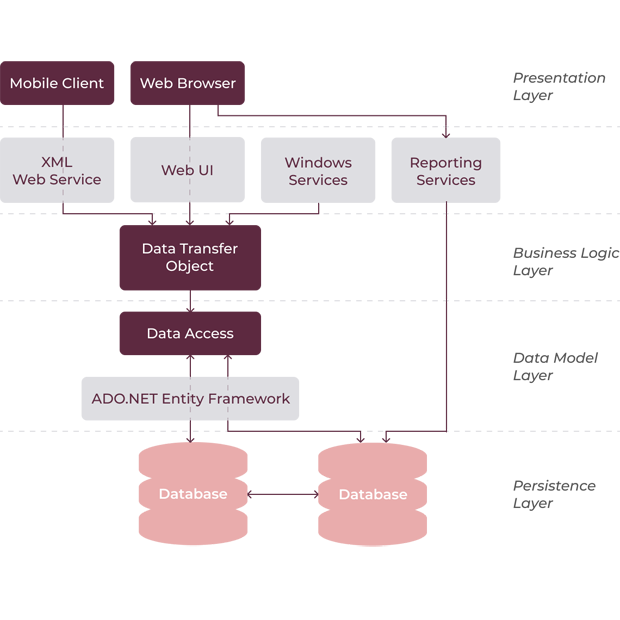 Mobile Client
Web Browser
Presentation
Layer
XML
Web Service
Web UI
Windows
Services
Reporting
Services
Data Transfer
Object
Business Logic
Layer
Data Access
Data Model
Layer
ADO.NET Entity Framework
Database
Database
Persistence
Layer